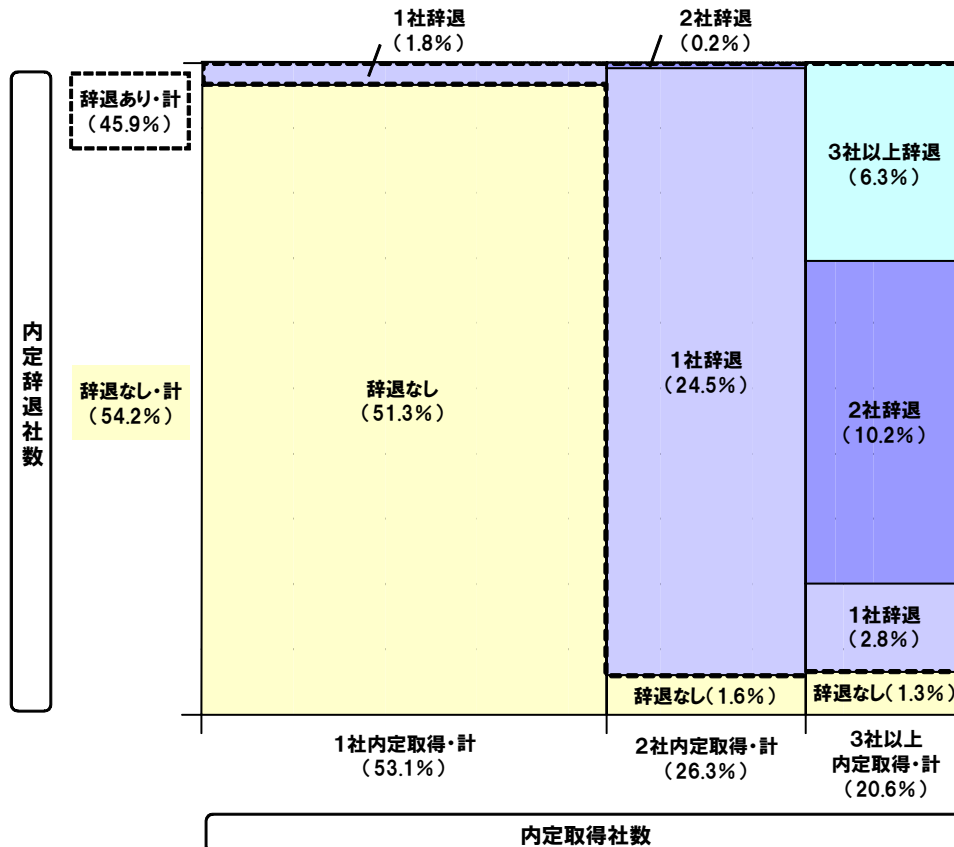 1社辞退
（1.8％）
2社辞退
（0.2％）
辞退あり・計
（45.9％）
3社以上辞退
（6.3％）
内定辞退社数
辞退なし・計
（54.2％）
辞退なし
（51.3％）
1社辞退
（24.5％）
2社辞退
（10.2％）
1社辞退
（2.8％）
辞退なし（1.6％）
辞退なし（1.3％）
1社内定取得・計
（53.1％）
2社内定取得・計
（26.3％）
3社以上
内定取得・計
（20.6％）
内定取得社数